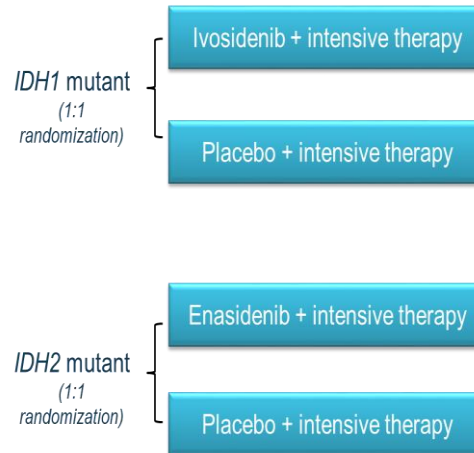 Ivosidenib + intensive therapy
IDH1 mutant
(1:1
randomization)
Placebo + intensive therapy
Enasidenib + intensive therapy
IDH2 mutant
(1:1
randomization)
Placebo + intensive therapy